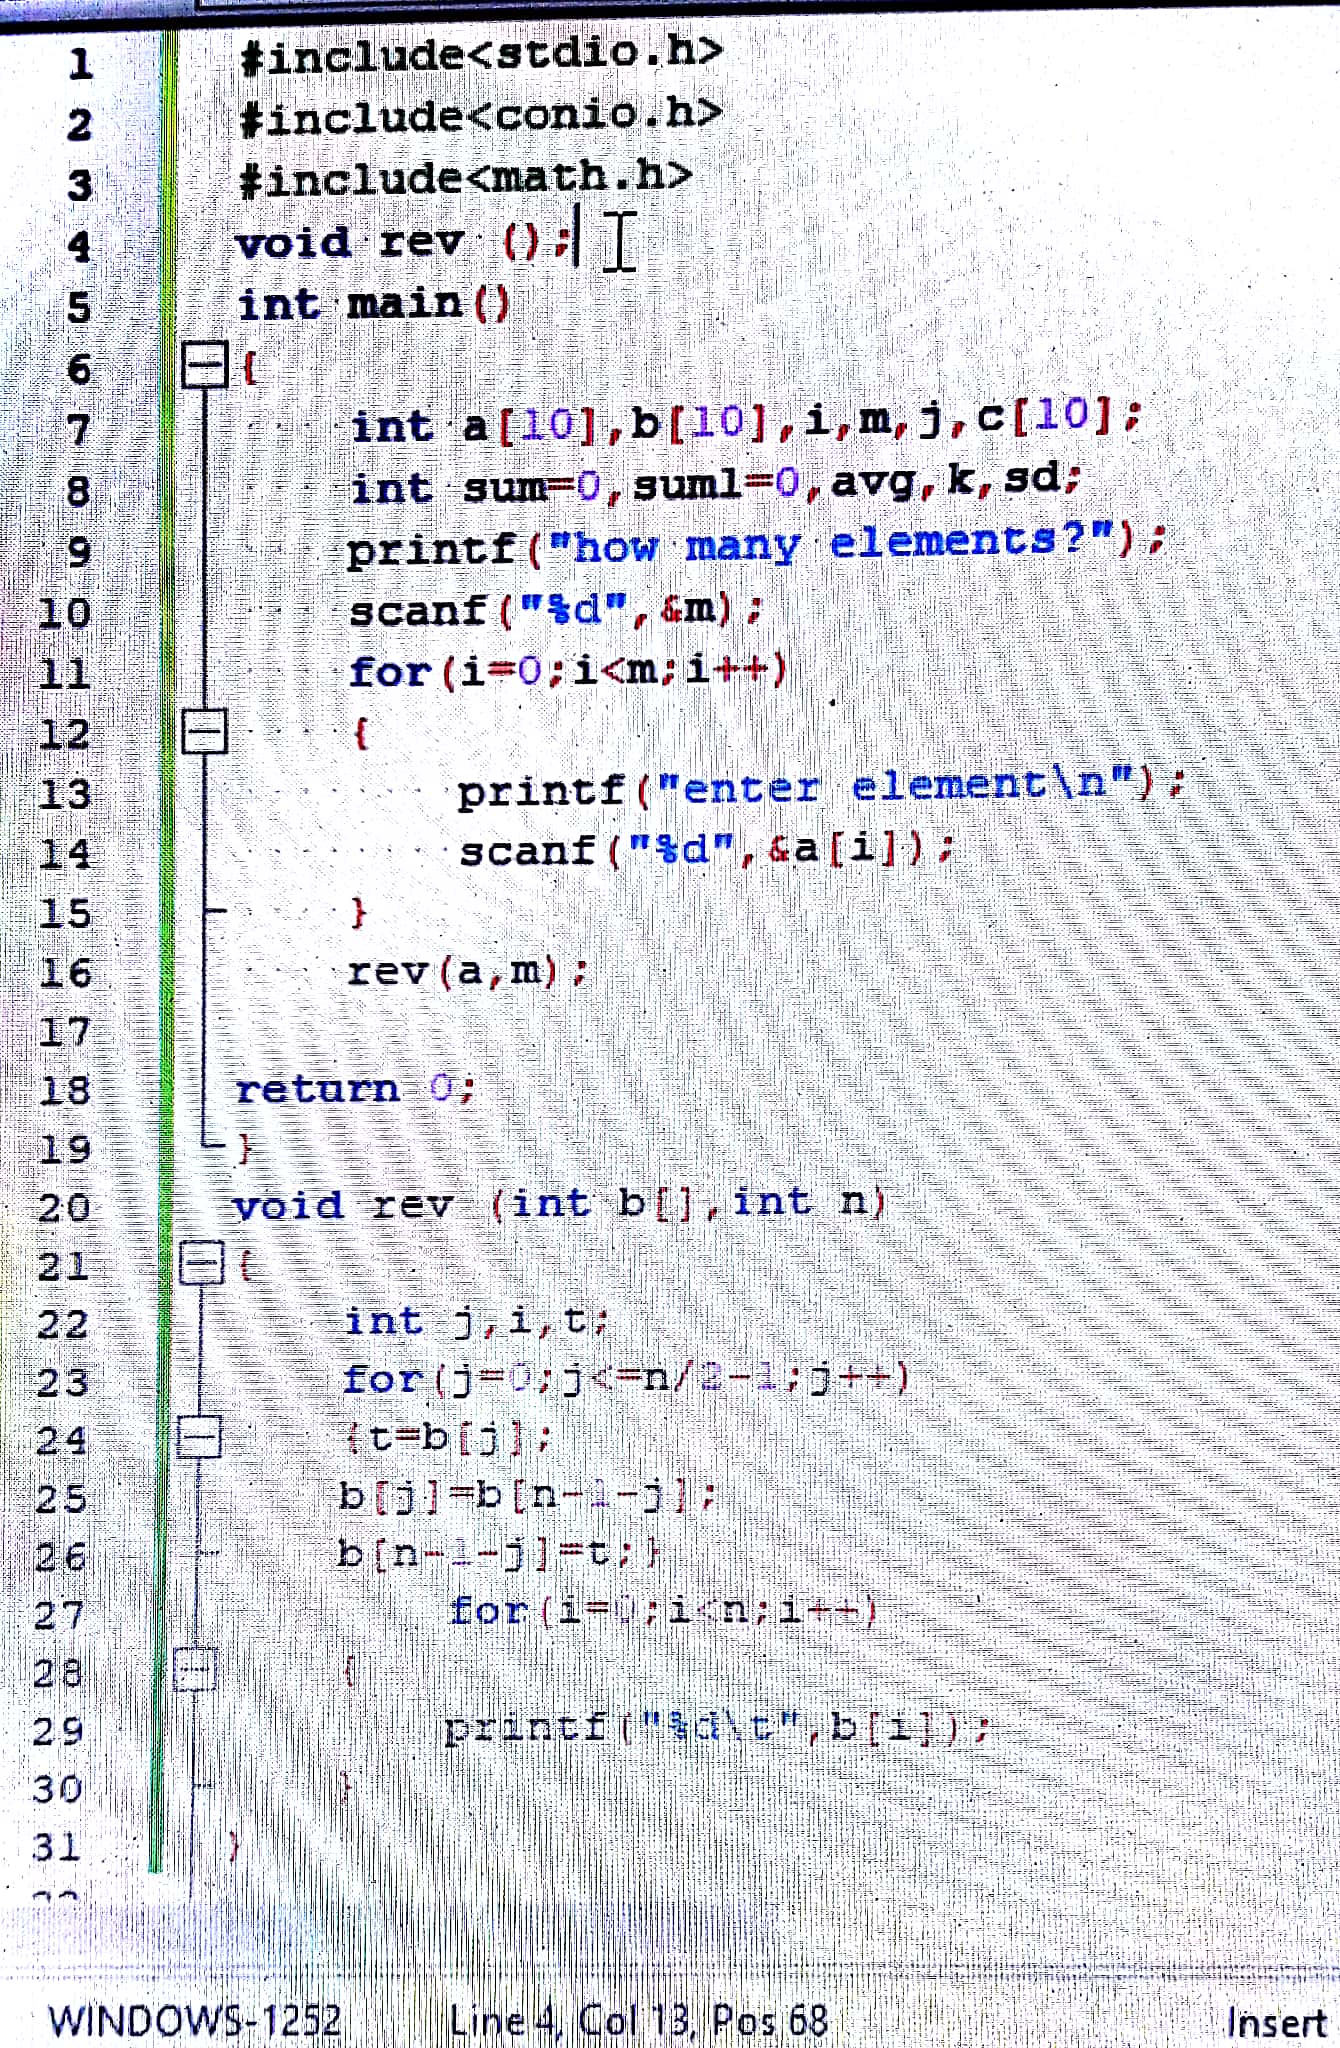 1 #include<stdio.h>
2 #include<conio.h>
3 #include<math.h>
4 void rev ();
5 int main()
6 {
7 int a[10],b[10],i,m,j,c[10];
8 int sum=0,sum1=0,avg,k,sd;
9 printf("how many elements?");
10 scanf("%d",&m);
11 for(i=0;i<m;i++)
12 {
13 printf("enter element\n");
14 scanf("%d",&a[i]);
15 }
16 rev(a,m);
17
18 return 0;
19 }
20 void rev (int b[],int n)
21 {
22 int j,i,t;
23 for(j=0;j<=n/2-1;j++)
24 {t=b[j];
25 b[j]=b[n-1-j];
26 b[n-1-j]=t;}
27 for(i=0;i<n;i++)
28 {
29 printf("%d\t",b[i]);
30 }
31 }
WINDOWS-1252 Line 4, Col 13, Pos 68 Insert